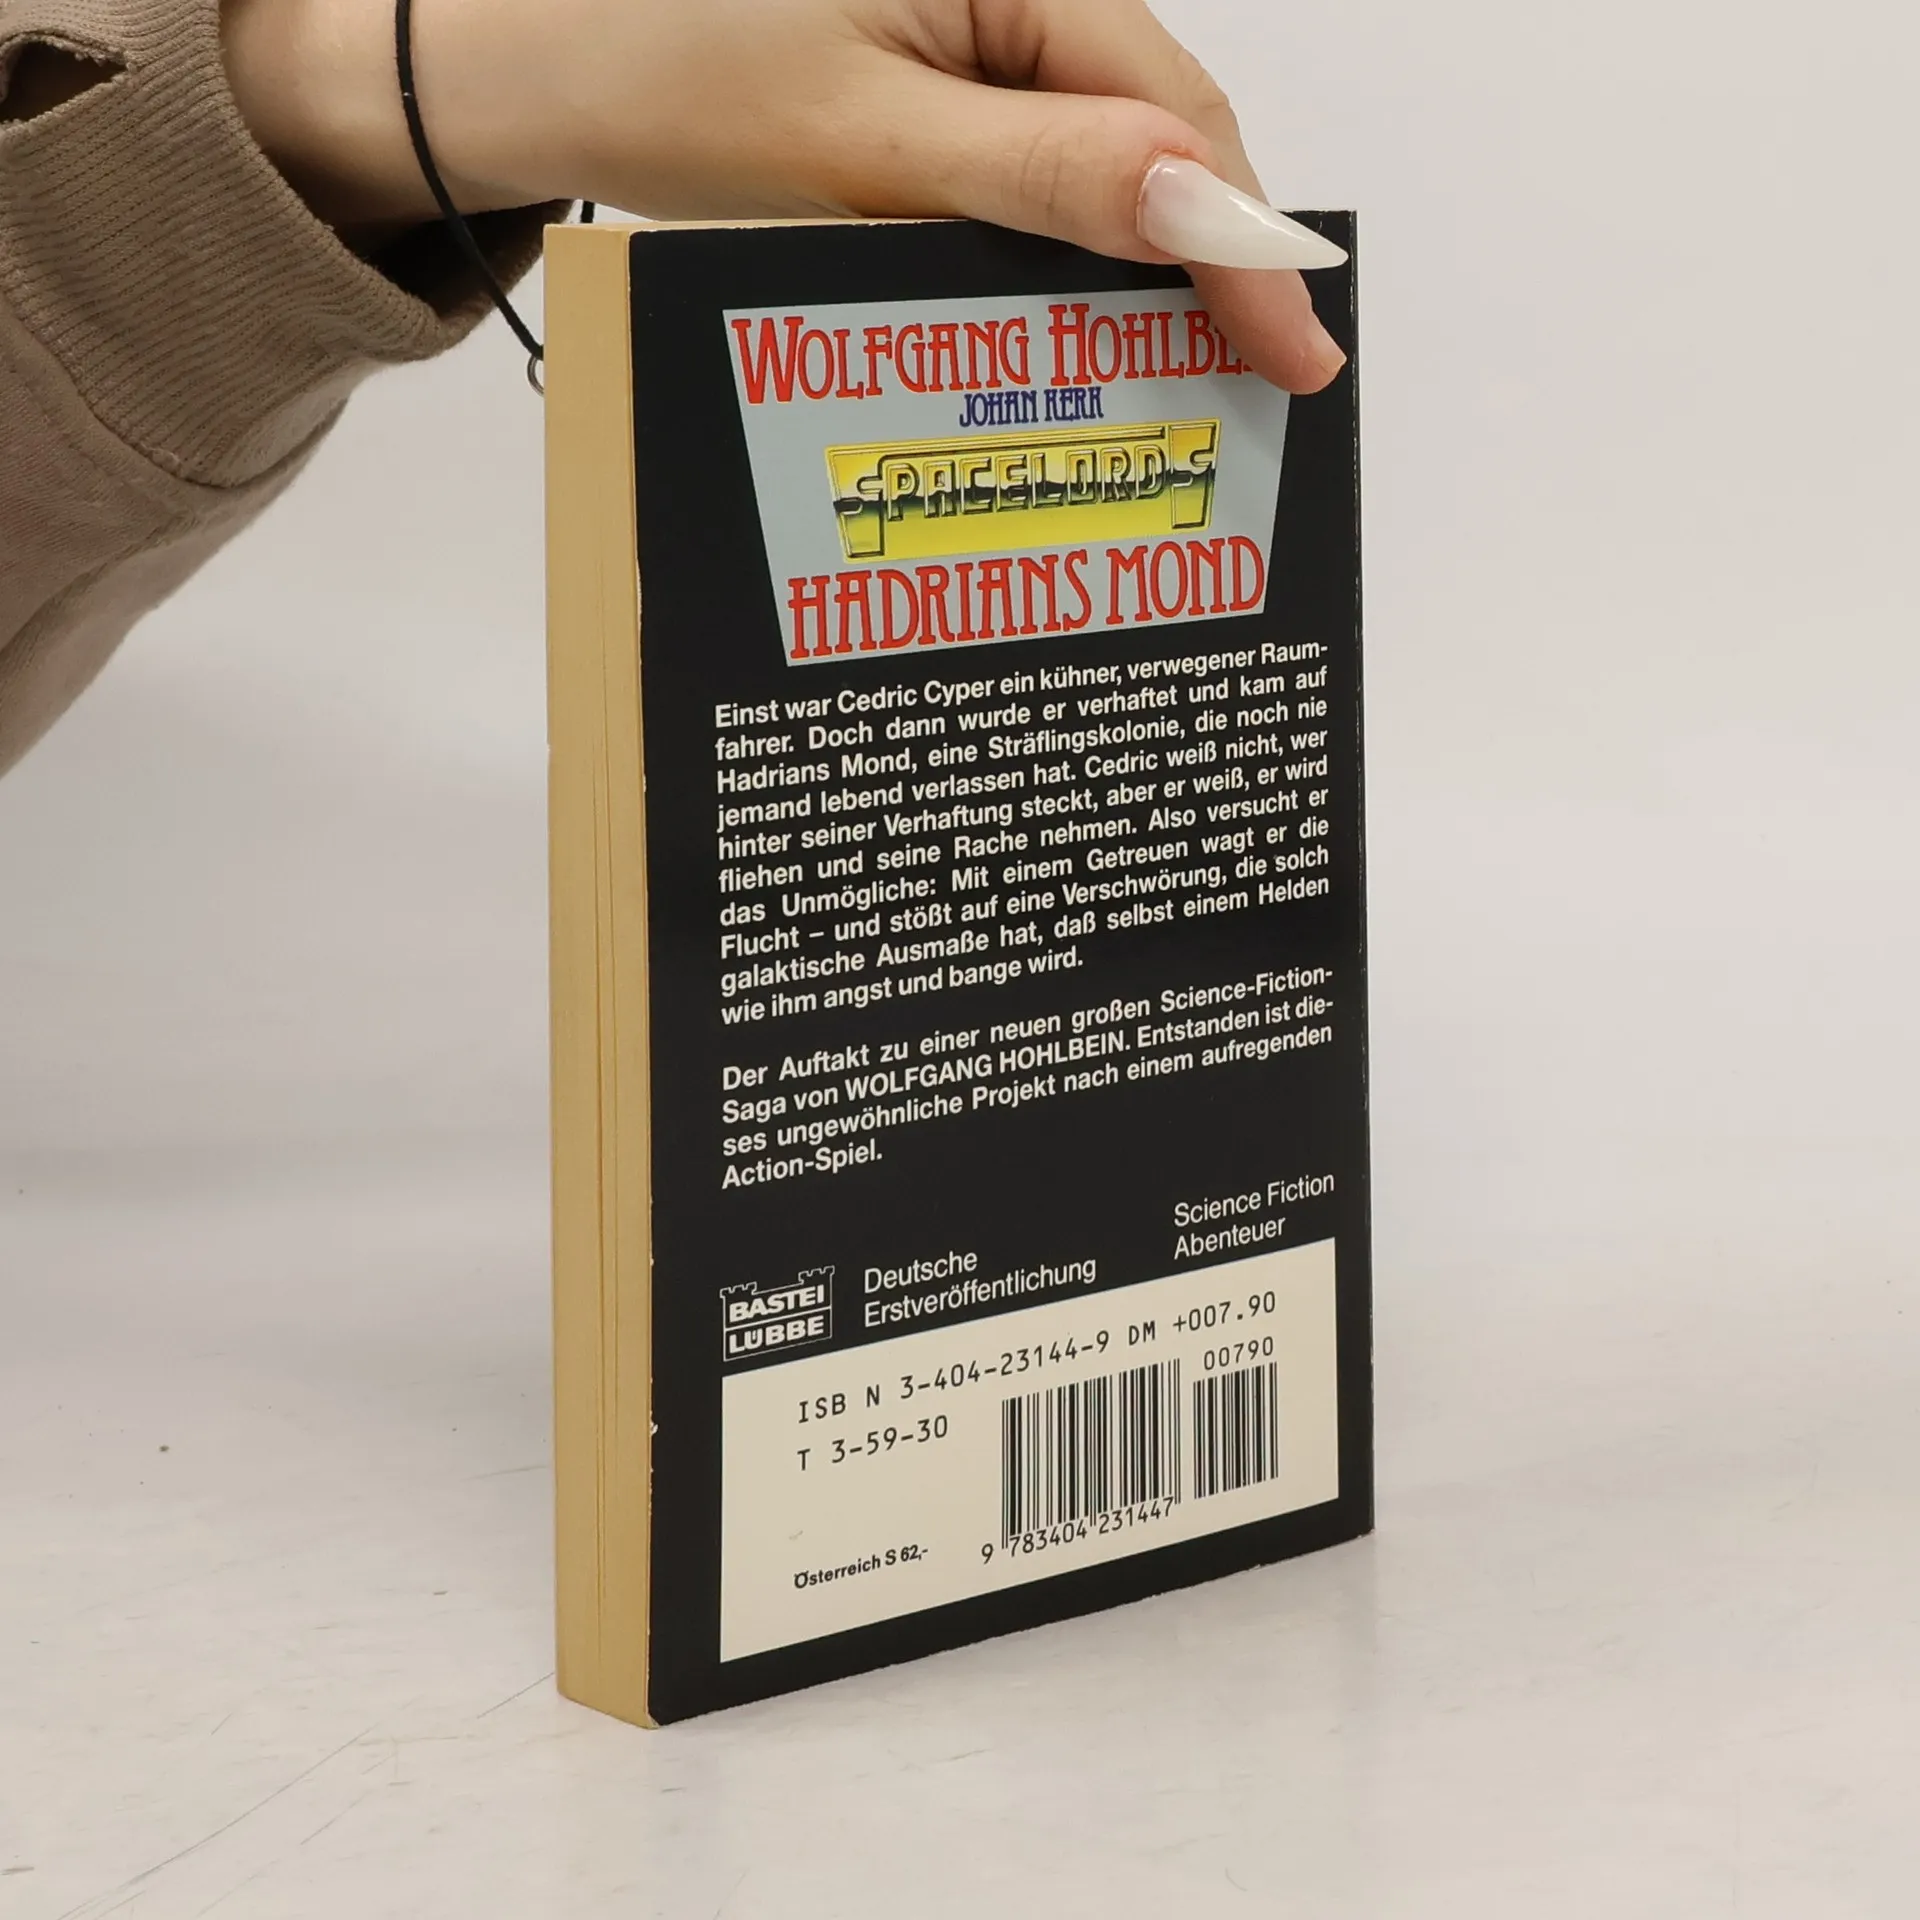 WOLFGANG HOHLBE
JOHAN KERK
SPACELORDS
HADRIANS MOND
Einst war Cedric Cyper ein kühner, verwegener Raum-
fahrer. Doch dann wurde er verhaftet und kam auf
Hadrians Mond, eine Sträflingskolonie, die noch nie
jemand lebend verlassen hat. Cedric weiß nicht, wer
hinter seiner Verhaftung steckt, aber er weiß, er wird
fliehen und seine Rache nehmen. Also versucht er
das Unmögliche: Mit einem Getreuen wagt er die
Flucht – und stößt auf eine Verschwörung, die solch
galaktische Ausmaße hat, daß selbst einem Helden
wie ihm angst und bange wird.
Der Auftakt zu einer neuen großen Science-Fiction-
Saga von WOLFGANG HOHLBEIN. Entstanden ist die-
ses ungewöhnliche Projekt nach einem aufregenden
Action-Spiel.
Science Fiction
Abenteuer
Deutsche
Erstveröffentlichung
BASTEI
LÜBBE
ISB N 3-404-23144-9 DM +007.90
T 3-59-30
00790
9 783404 231447
Österreich S 62,-